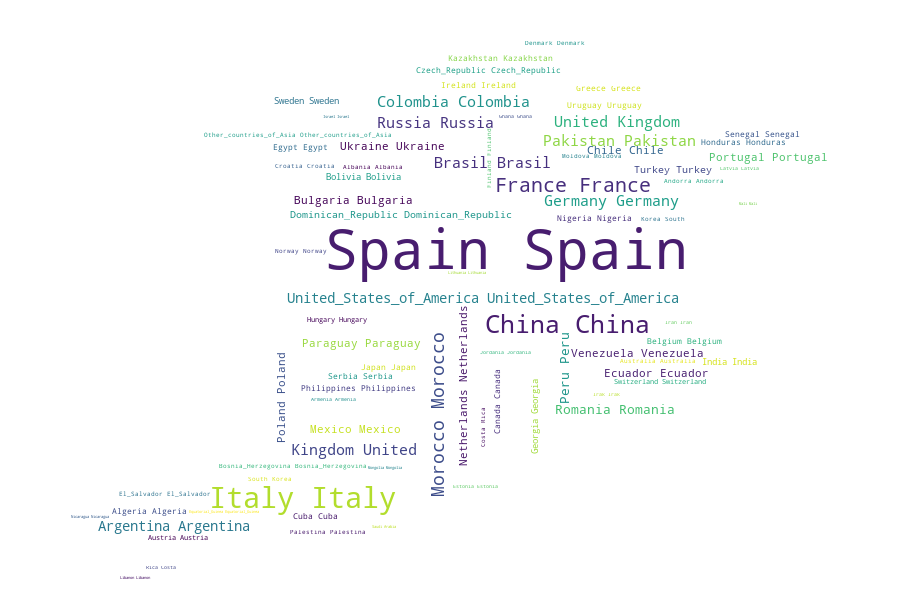 Denmark Denmark
Kazakhstan Kazakhstan
Czech_Republic Czech_Republic
Ireland Ireland
Greece Greece
Sweden Sweden
Colombia Colombia
Uruguay Uruguay
Israel Israel
Russia Russia
Ghana Ghana
United Kingdom
Other_countries_of_Asia Other_countries_of_Asia
Senegal Senegal
Pakistan Pakistan
Honduras Honduras
Egypt Egypt
Ukraine Ukraine
Chile Chile
Finland Finland
Moldova Moldova
Portugal Portugal
Croatia Croatia
Albania Albania
Brasil Brasil
Turkey Turkey
Latvia Latvia
Bolivia Bolivia
France France
Andorra Andorra
Bulgaria Bulgaria
Germany Germany
Dominican_Republic Dominican_Republic
Nigeria Nigeria
Korea South
Norway Norway
Spain Spain
Lithuania Lithuania
United_States_of_America United_States_of_America
Hungary Hungary
China China
Iran Iran
Paraguay Paraguay
Morocco Morocco
Netherlands Netherlands
Jordania Jordania
Peru Peru
Belgium Belgium
Venezuela Venezuela
Poland Poland
Japan Japan
Australia Australia
India India
Serbia Serbia
Canada Canada
Ecuador Ecuador
Switzerland Switzerland
Philippines Philippines
Armenia Armenia
Costa Rica
Georgia Georgia
Romania Romania
Mexico Mexico
Kingdom United
Bosnia_Herzegovina Bosnia_Herzegovina
Mongolia Mongolia
South Korea
Estonia Estonia
El_Salvador El_Salvador
Italy Italy
Algeria Algeria
Nicaragua Nicaragua
Cuba Cuba
Argentina Argentina
Palestina Palestina
Austria Austria
Rica Costa